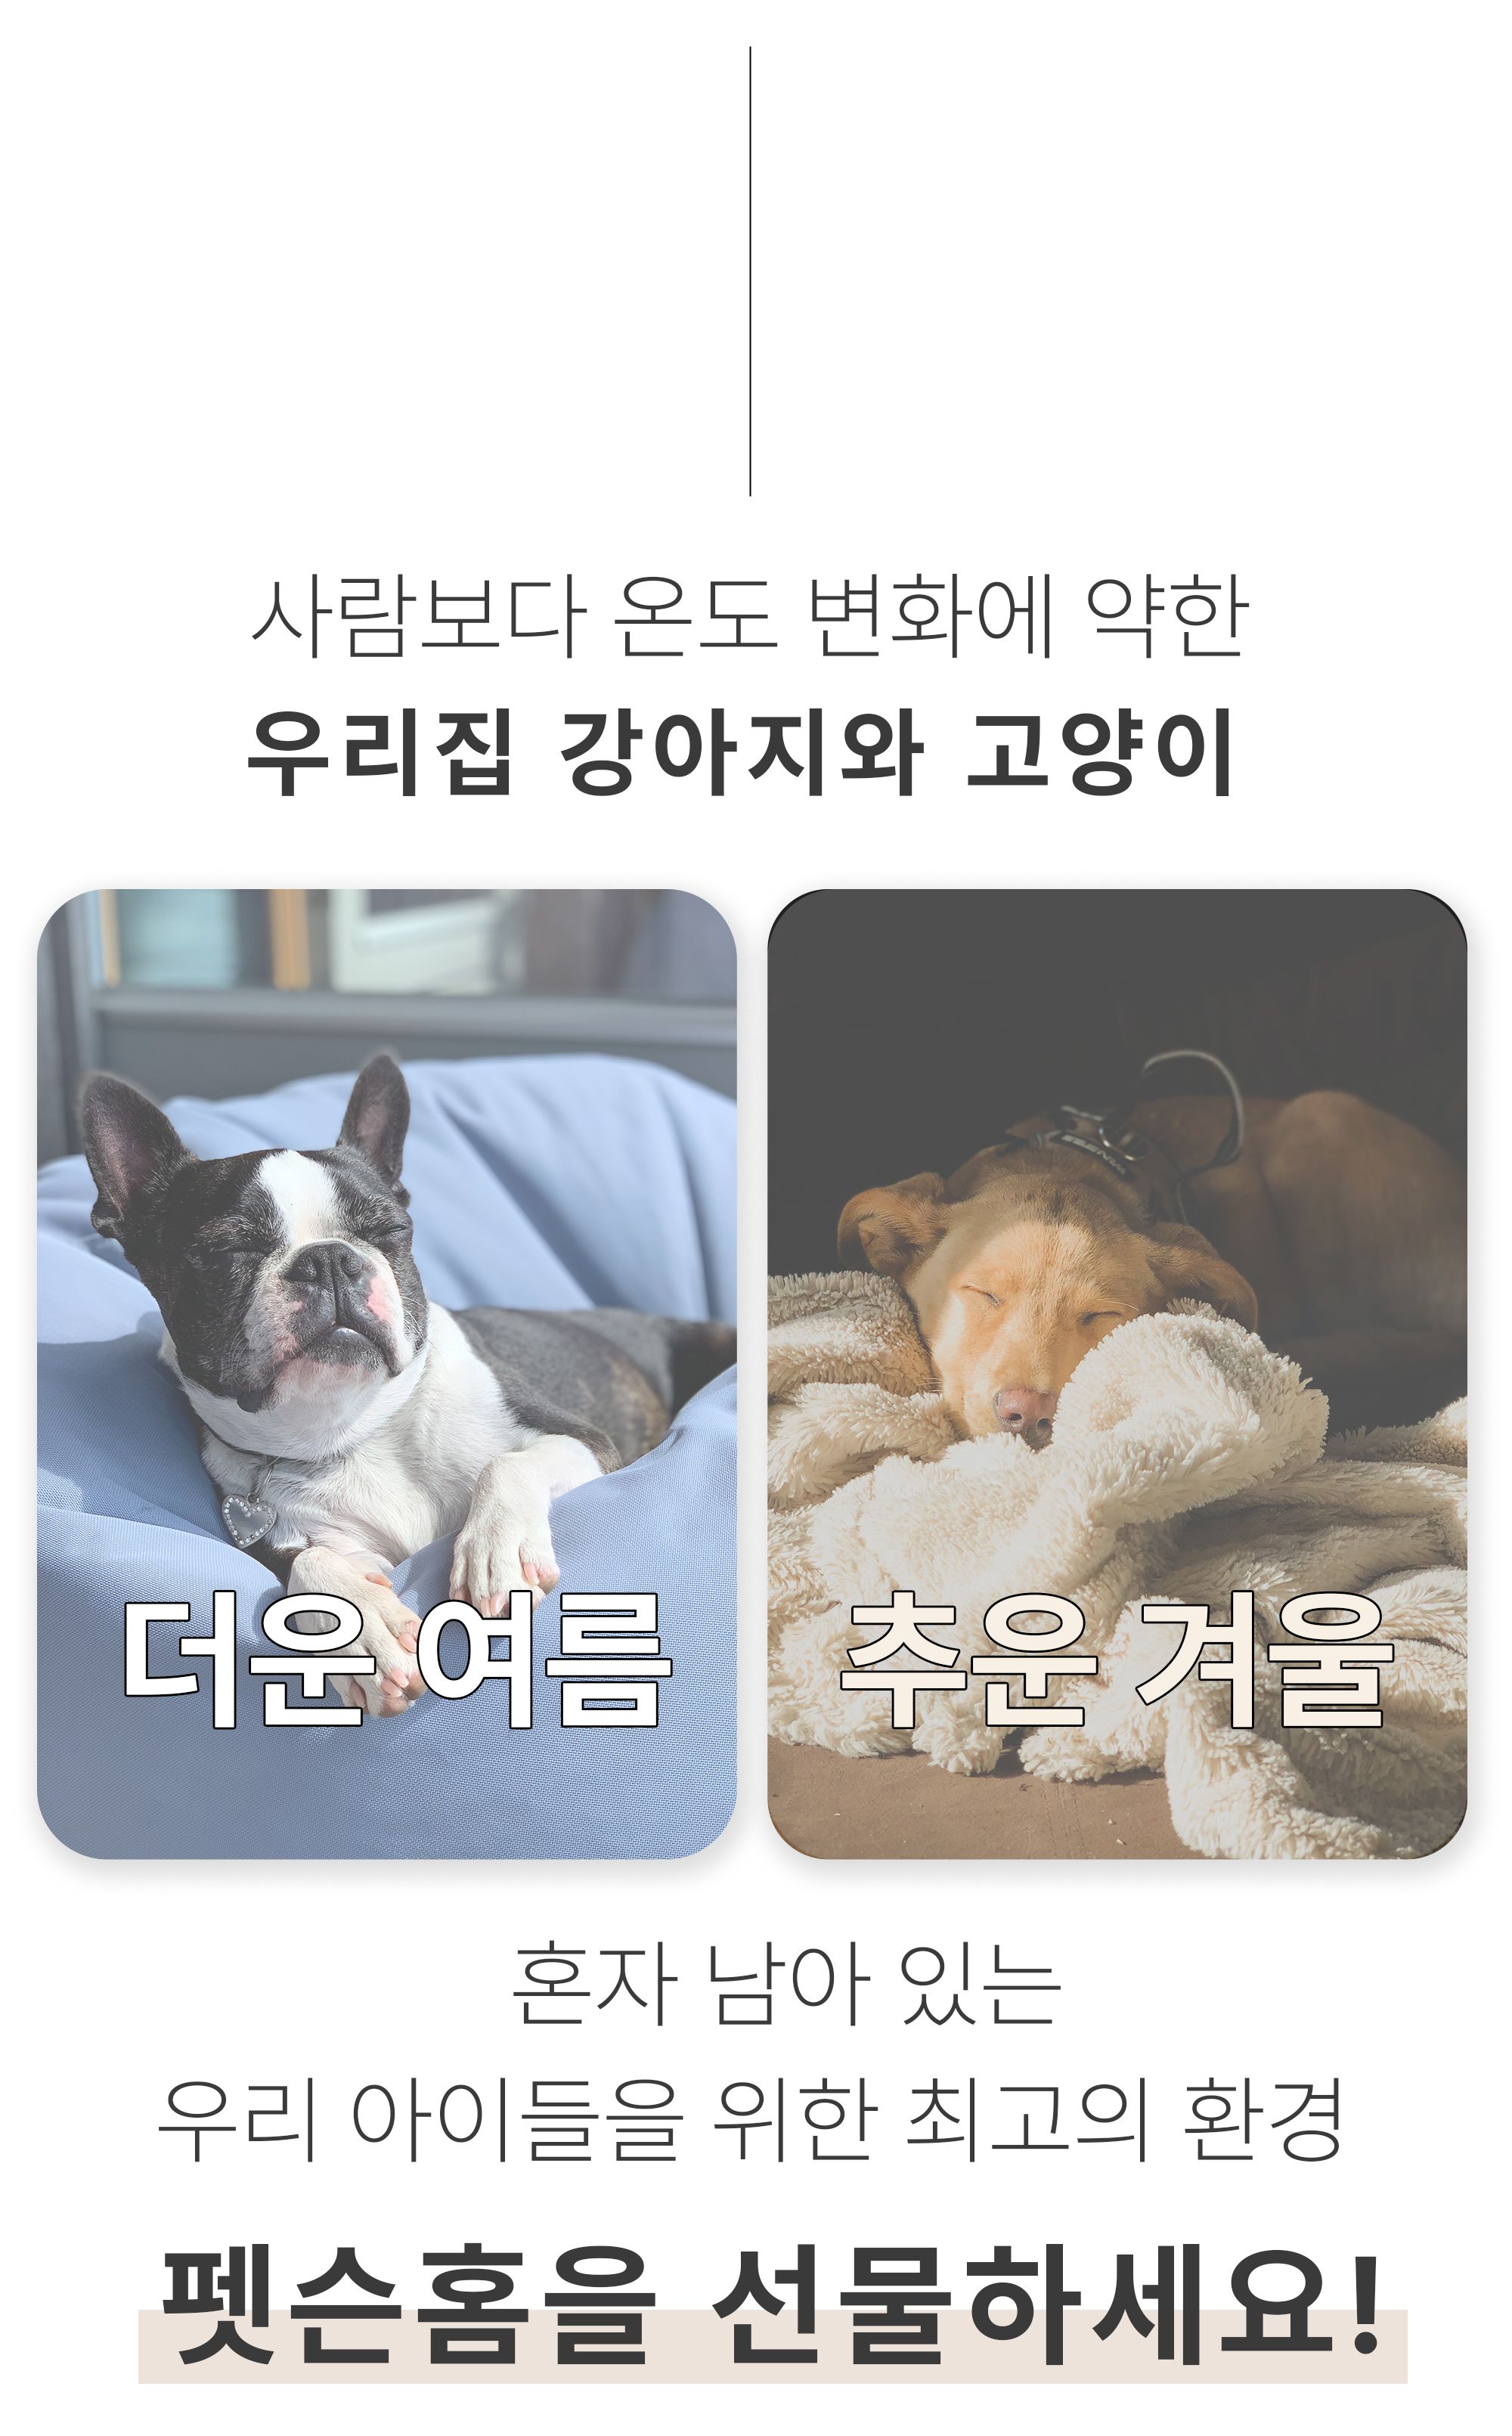 사람보다 온도 변화에 약한
우리집 강아지와 고양이
더운 여름
추운 겨울
혼자 남아 있는
우리 아이들을 위한 최고의 환경
펫슨홈을 선물하세요!